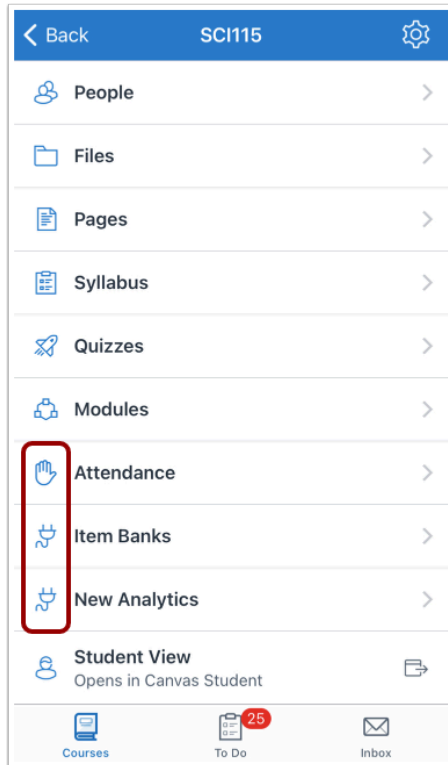 Back SCI115
People
Files
Pages
Syllabus
Quizzes
Modules
Attendance
Item Banks
New Analytics
Student View
Opens in Canvas Student
25
Courses To Do Inbox